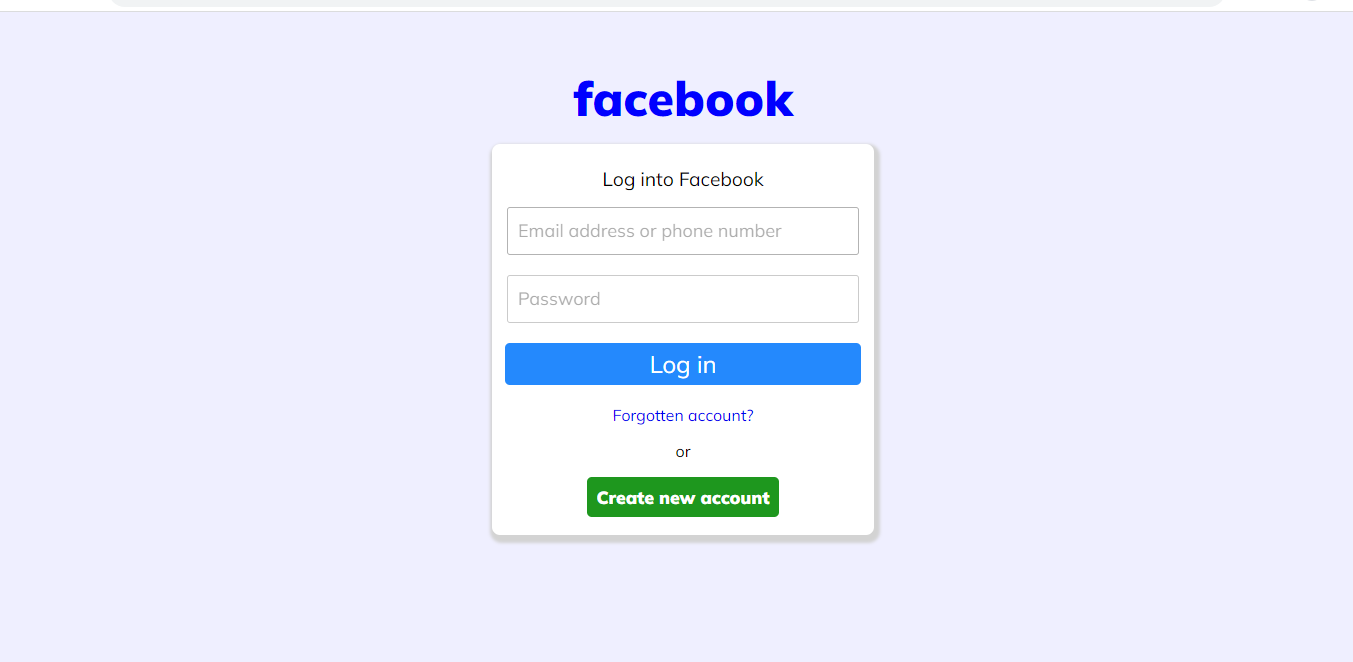 facebook
Log into Facebook
Email address or phone number
Password
Log in
Forgotten account?
or
Create new account